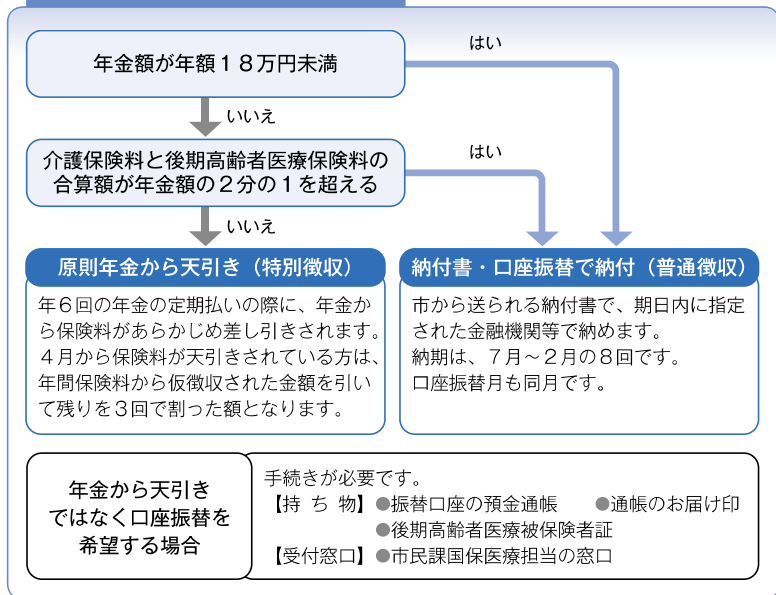 年金額が年額１８万円未満
はい
いいえ
介護保険料と後期高齢者医療保険料の
合算額が年金額の２分の１を超える
はい
いいえ
原則年金から天引き（特別徴収）
年６回の年金の定期払いの際に、年金か
ら保険料があらかじめ差し引きされます。
４月から保険料が天引きされている方は、
年間保険料から仮徴収された金額を引い
て残りを３回で割った額となります。
納付書・口座振替で納付（普通徴収）
市から送られる納付書で、期日内に指定
された金融機関等で納めます。
納期は、７月～２月の８回です。
口座振替月も同月です。
年金から天引き
ではなく口座振替を
希望する場合
手続きが必要です。
【持 ち 物】●振替口座の預金通帳　●通帳のお届け印
●後期高齢者医療被保険者証
【受付窓口】●市民課国保医療担当の窓口